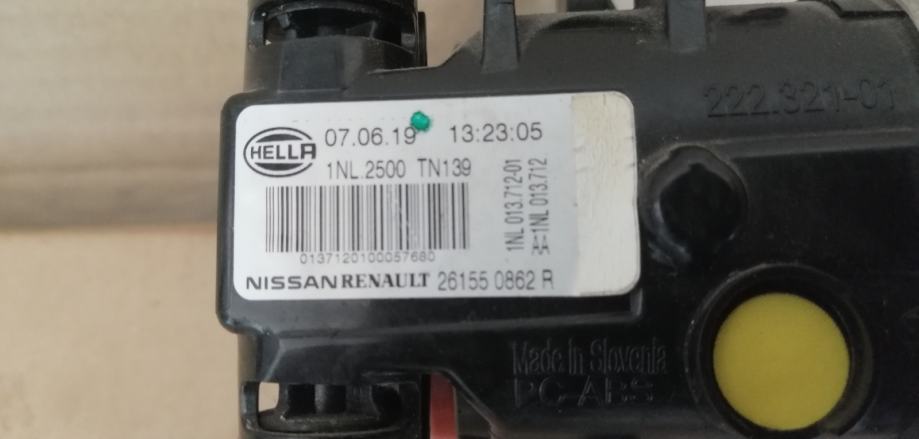 222.321-01
HELLA
07.06.19 13:23:05
1NL.2500 TN139
0137120100057680
1NL 013.712-01
AA=1NL 013.712
NISSAN RENAULT 26155 0862 R
Made In Slovenia
PC-ABS